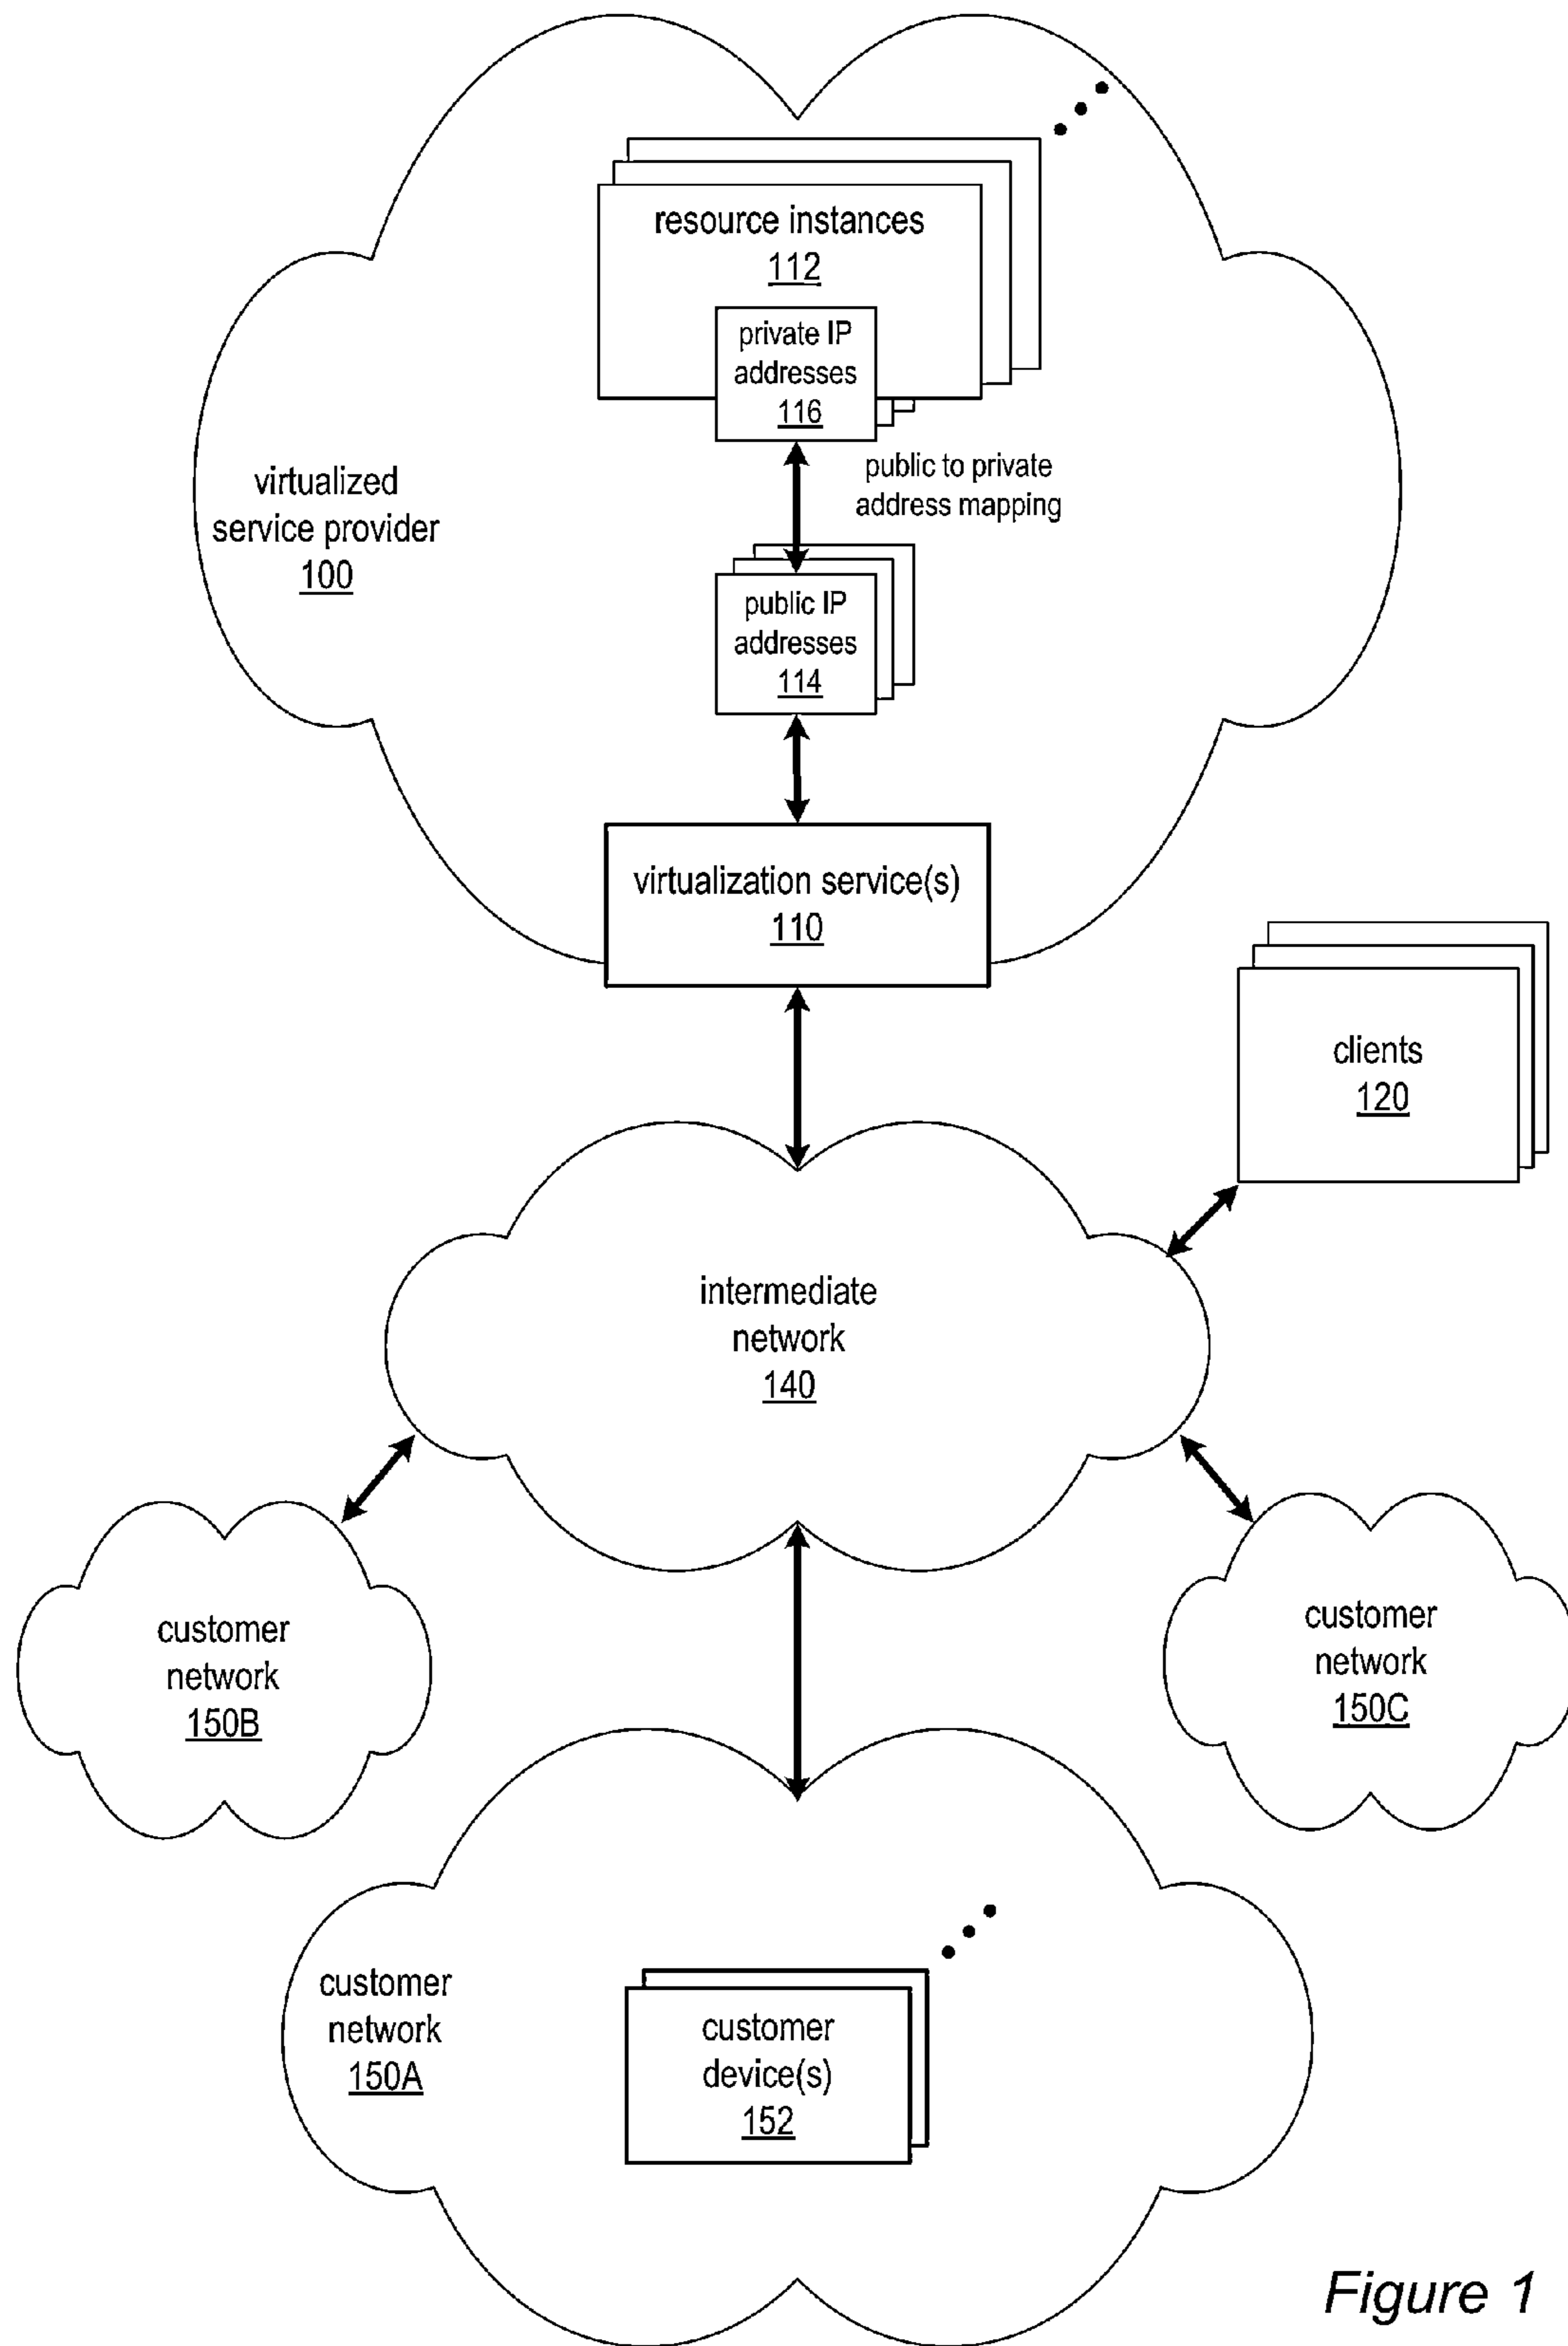 resource instances
112
private IP
addresses
116
public to private
address mapping
virtualized
service provider
100
public IP
addresses
114
virtualization service(s)
110
clients
120
intermediate
network
140
customer
network
150B
customer
network
150C
customer
network
150A
customer
device(s)
152
Figure 1